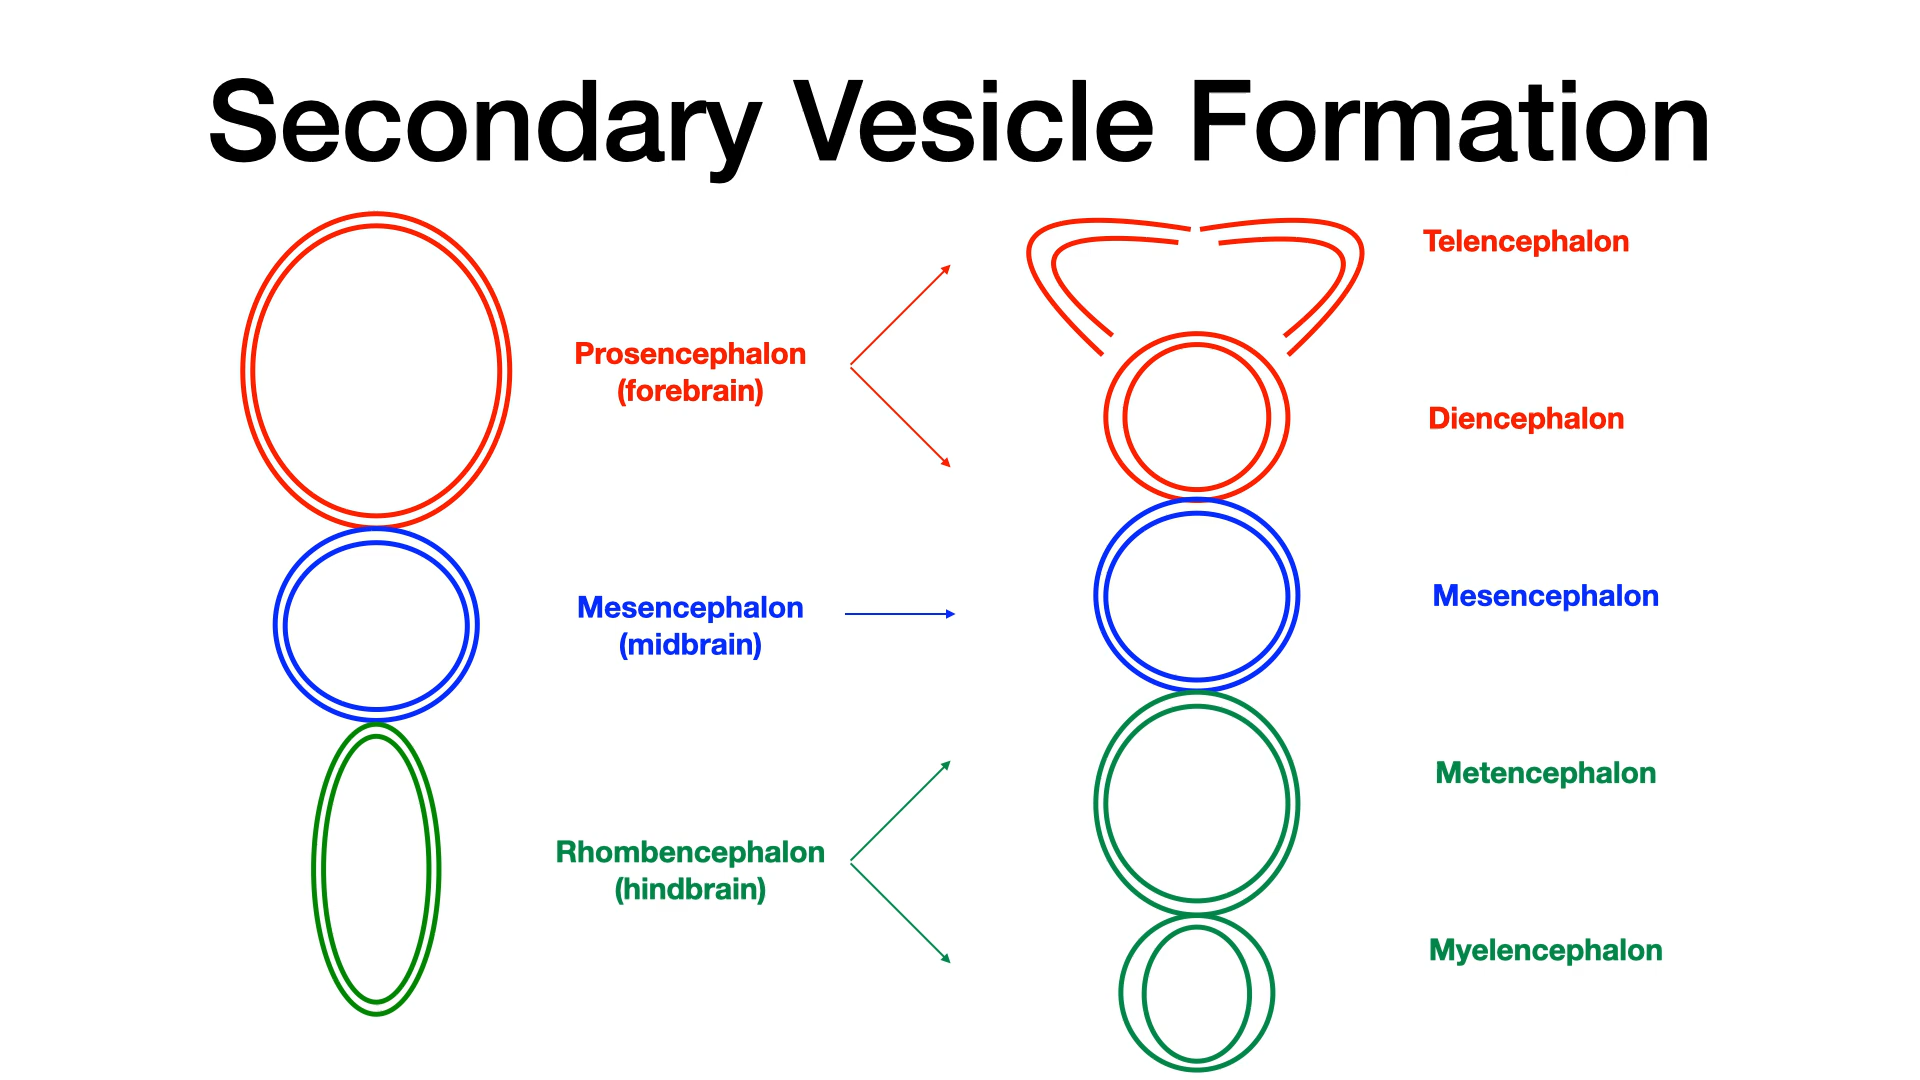 Secondary Vesicle Formation
Prosencephalon
(forebrain)
Mesencephalon
(midbrain)
Rhombencephalon
(hindbrain)
Telencephalon
Diencephalon
Mesencephalon
Metencephalon
Myelencephalon